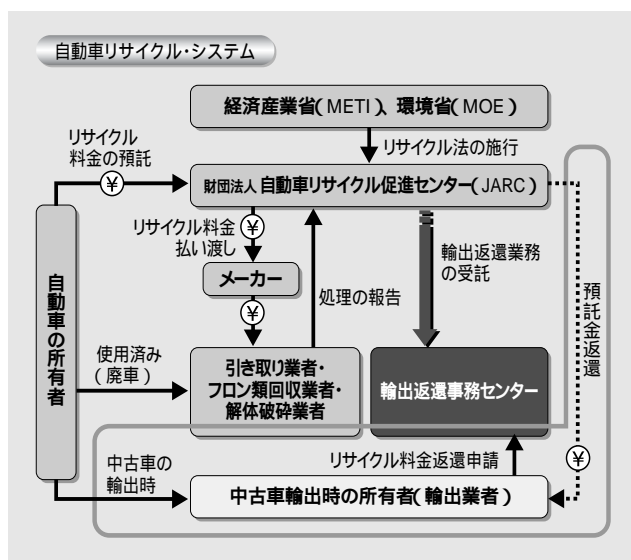 自動車リサイクル・システム
経済産業省(METI)、環境省(MOE)
リサイクル
料金の預託
¥
リサイクル法の施行
財団法人 自動車リサイクル促進センター(JARC)
リサイクル料金
払い渡し
¥
メーカー
¥
処理の報告
輸出返還業務
の受託
預託金返還
自動車の所有者
使用済み
(廃車)
引き取り業者・
フロン類回収業者・
解体破砕業者
輸出返還事務センター
中古車の
輸出時
リサイクル料金返還申請
¥
中古車輸出時の所有者(輸出業者)